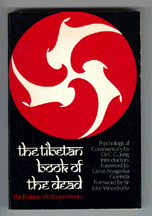 the tibetan
book of
the dead
Psychological
Commentary by
Dr. C. G. Jung
Introductory
Foreword by
Lama Anagarika
Govinda
Foreword by Sir
John Woodroffe